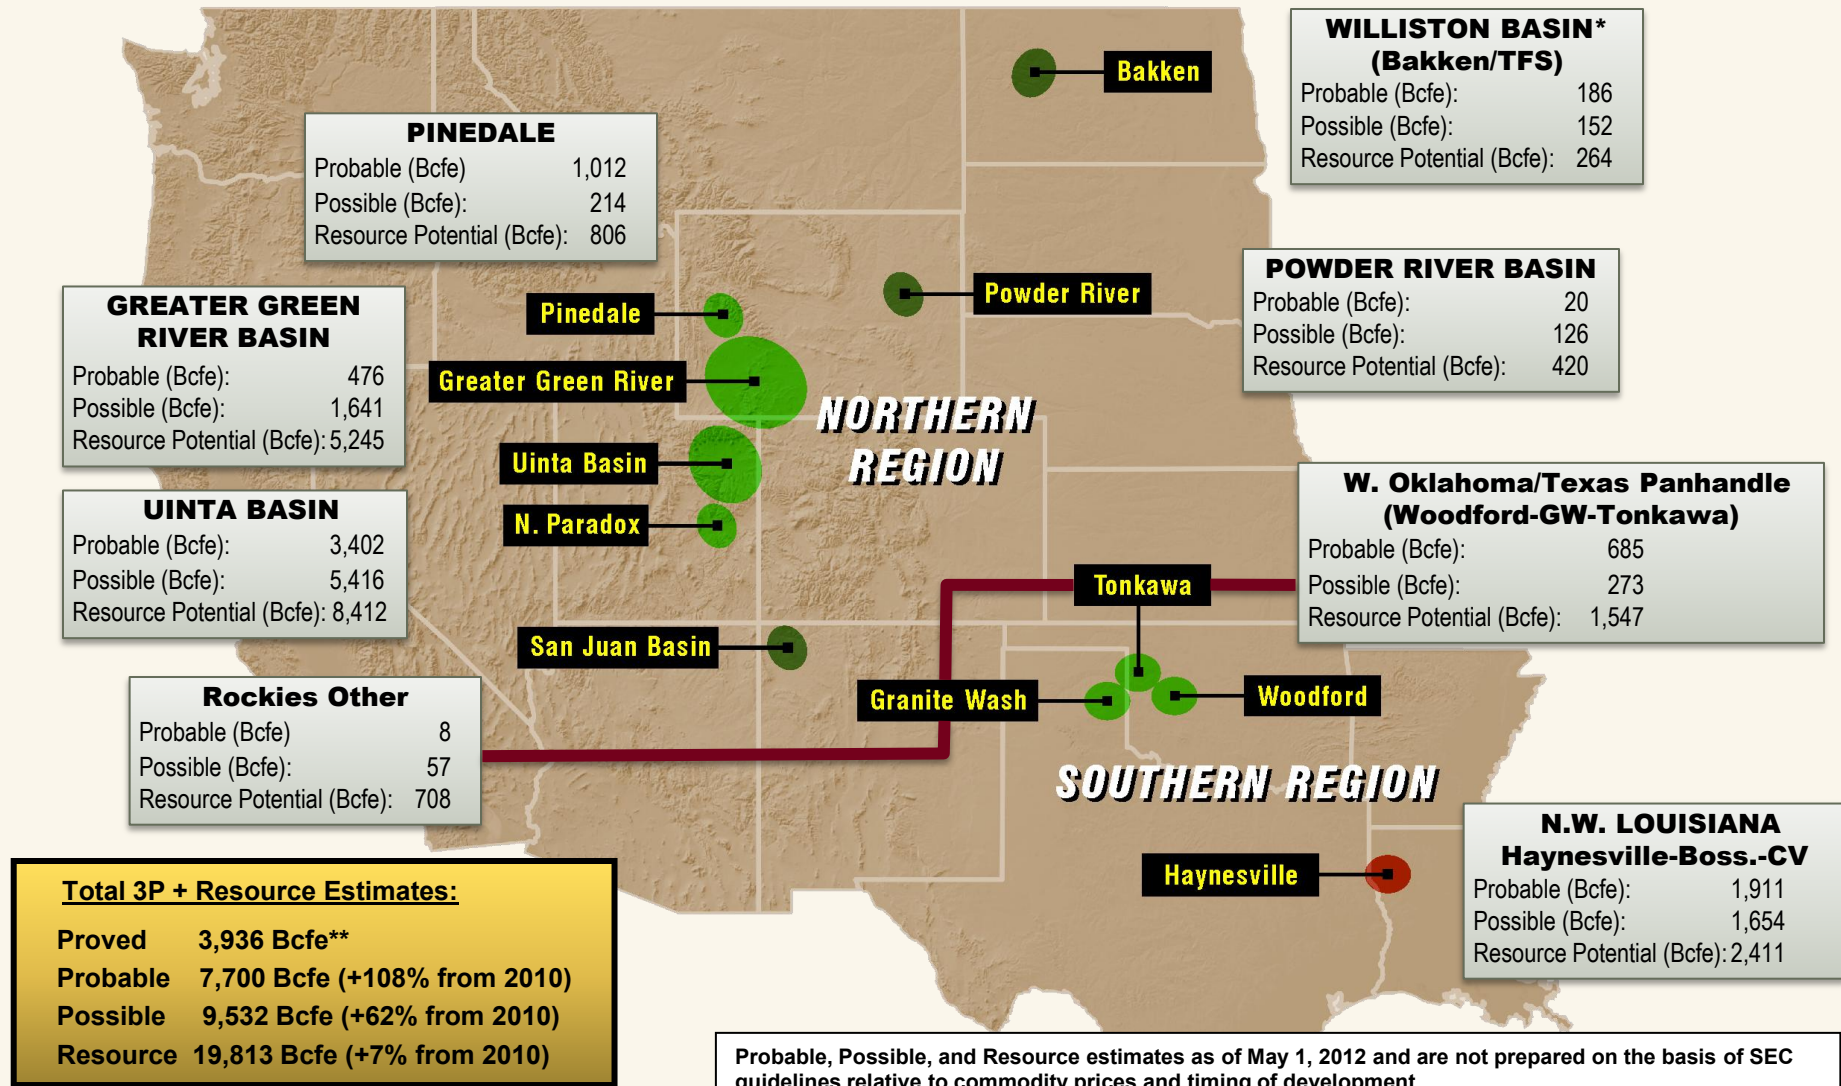 WILLISTON BASIN*
(Bakken/TFS)
Probable (Bcfe): 186
Possible (Bcfe): 152
Resource Potential (Bcfe): 264
Bakken
PINEDALE
Probable (Bcfe) 1,012
Possible (Bcfe): 214
Resource Potential (Bcfe): 806
POWDER RIVER BASIN
Probable (Bcfe): 20
Possible (Bcfe): 126
Resource Potential (Bcfe): 420
Powder River
Pinedale
GREATER GREEN
RIVER BASIN
Probable (Bcfe): 476
Possible (Bcfe): 1,641
Resource Potential (Bcfe): 5,245
Greater Green River
NORTHERN
REGION
Uinta Basin
N. Paradox
UINTA BASIN
Probable (Bcfe): 3,402
Possible (Bcfe): 5,416
Resource Potential (Bcfe): 8,412
W. Oklahoma/Texas Panhandle
(Woodford-GW-Tonkawa)
Probable (Bcfe): 685
Possible (Bcfe): 273
Resource Potential (Bcfe): 1,547
Tonkawa
San Juan Basin
Granite Wash
Woodford
Rockies Other
Probable (Bcfe) 8
Possible (Bcfe): 57
Resource Potential (Bcfe): 708
SOUTHERN REGION
Haynesville
N.W. LOUISIANA
Haynesville-Boss.-CV
Probable (Bcfe): 1,911
Possible (Bcfe): 1,654
Resource Potential (Bcfe): 2,411
Total 3P + Resource Estimates:
Proved 3,936 Bcfe**
Probable 7,700 Bcfe (+108% from 2010)
Possible 9,532 Bcfe (+62% from 2010)
Resource 19,813 Bcfe (+7% from 2010)
Probable, Possible, and Resource estimates as of May 1, 2012 and are not prepared on the basis of SEC
guidelines relative to commodity prices and timing of development